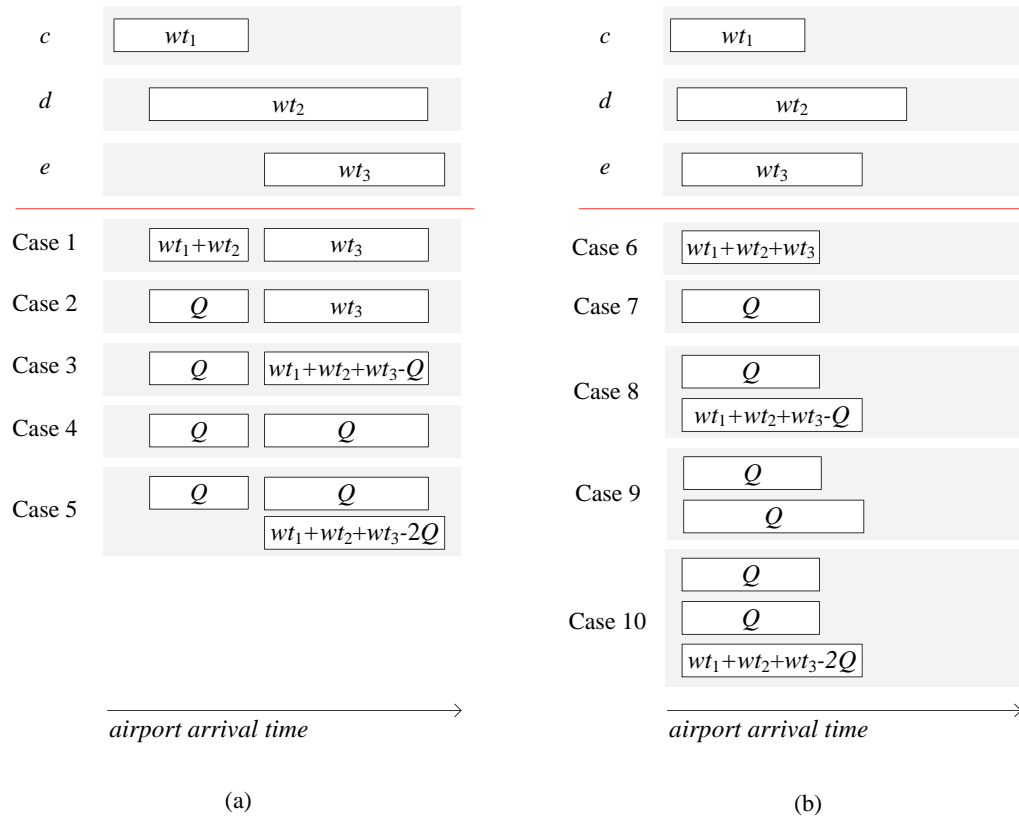 c wt₁
d wt₂
e wt₃
Case 1 wt₁+wt₂ wt₃
Case 2 Q wt₃
Case 3 Q wt₁+wt₂+wt₃-Q
Case 4 Q Q
Case 5 Q Q
wt₁+wt₂+wt₃-2Q
airport arrival time
(a)
c wt₁
d wt₂
e wt₃
Case 6 wt₁+wt₂+wt₃
Case 7 Q
Case 8 Q
wt₁+wt₂+wt₃-Q
Case 9 Q
Q
Case 10 Q
Q
wt₁+wt₂+wt₃-2Q
airport arrival time
(b)